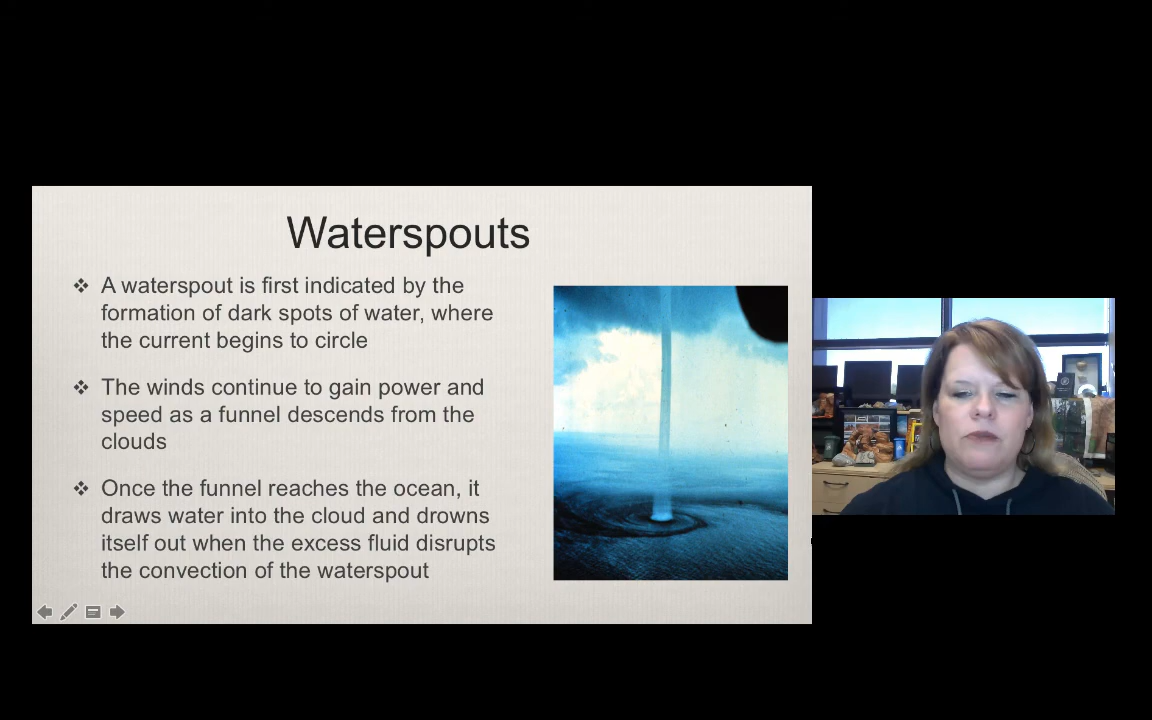 Waterspouts
❖ A waterspout is first indicated by the
formation of dark spots of water, where
the current begins to circle
❖ The winds continue to gain power and
speed as a funnel descends from the
clouds
❖ Once the funnel reaches the ocean, it
draws water into the cloud and drowns
itself out when the excess fluid disrupts
the convection of the waterspout